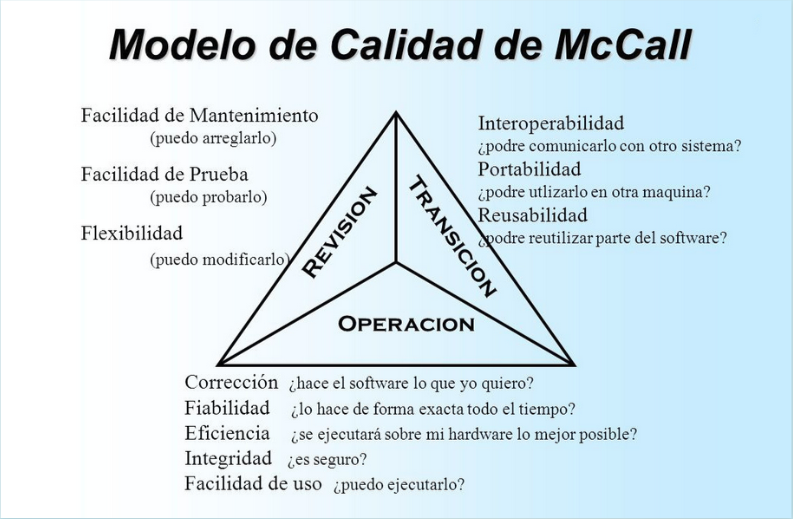 Modelo de Calidad de McCall
Facilidad de Mantenimiento
(puedo arreglarlo)
Facilidad de Prueba
(puedo probarlo)
Flexibilidad
(puedo modificarlo)
REVISION
TRANSICION
OPERACION
Interoperabilidad
¿podre comunicarlo con otro sistema?
Portabilidad
¿podre utlizarlo en otra maquina?
Reusabilidad
¿podre reutilizar parte del software?
Corrección ¿hace el software lo que yo quiero?
Fiabilidad ¿lo hace de forma exacta todo el tiempo?
Eficiencia ¿se ejecutará sobre mi hardware lo mejor posible?
Integridad ¿es seguro?
Facilidad de uso ¿puedo ejecutarlo?